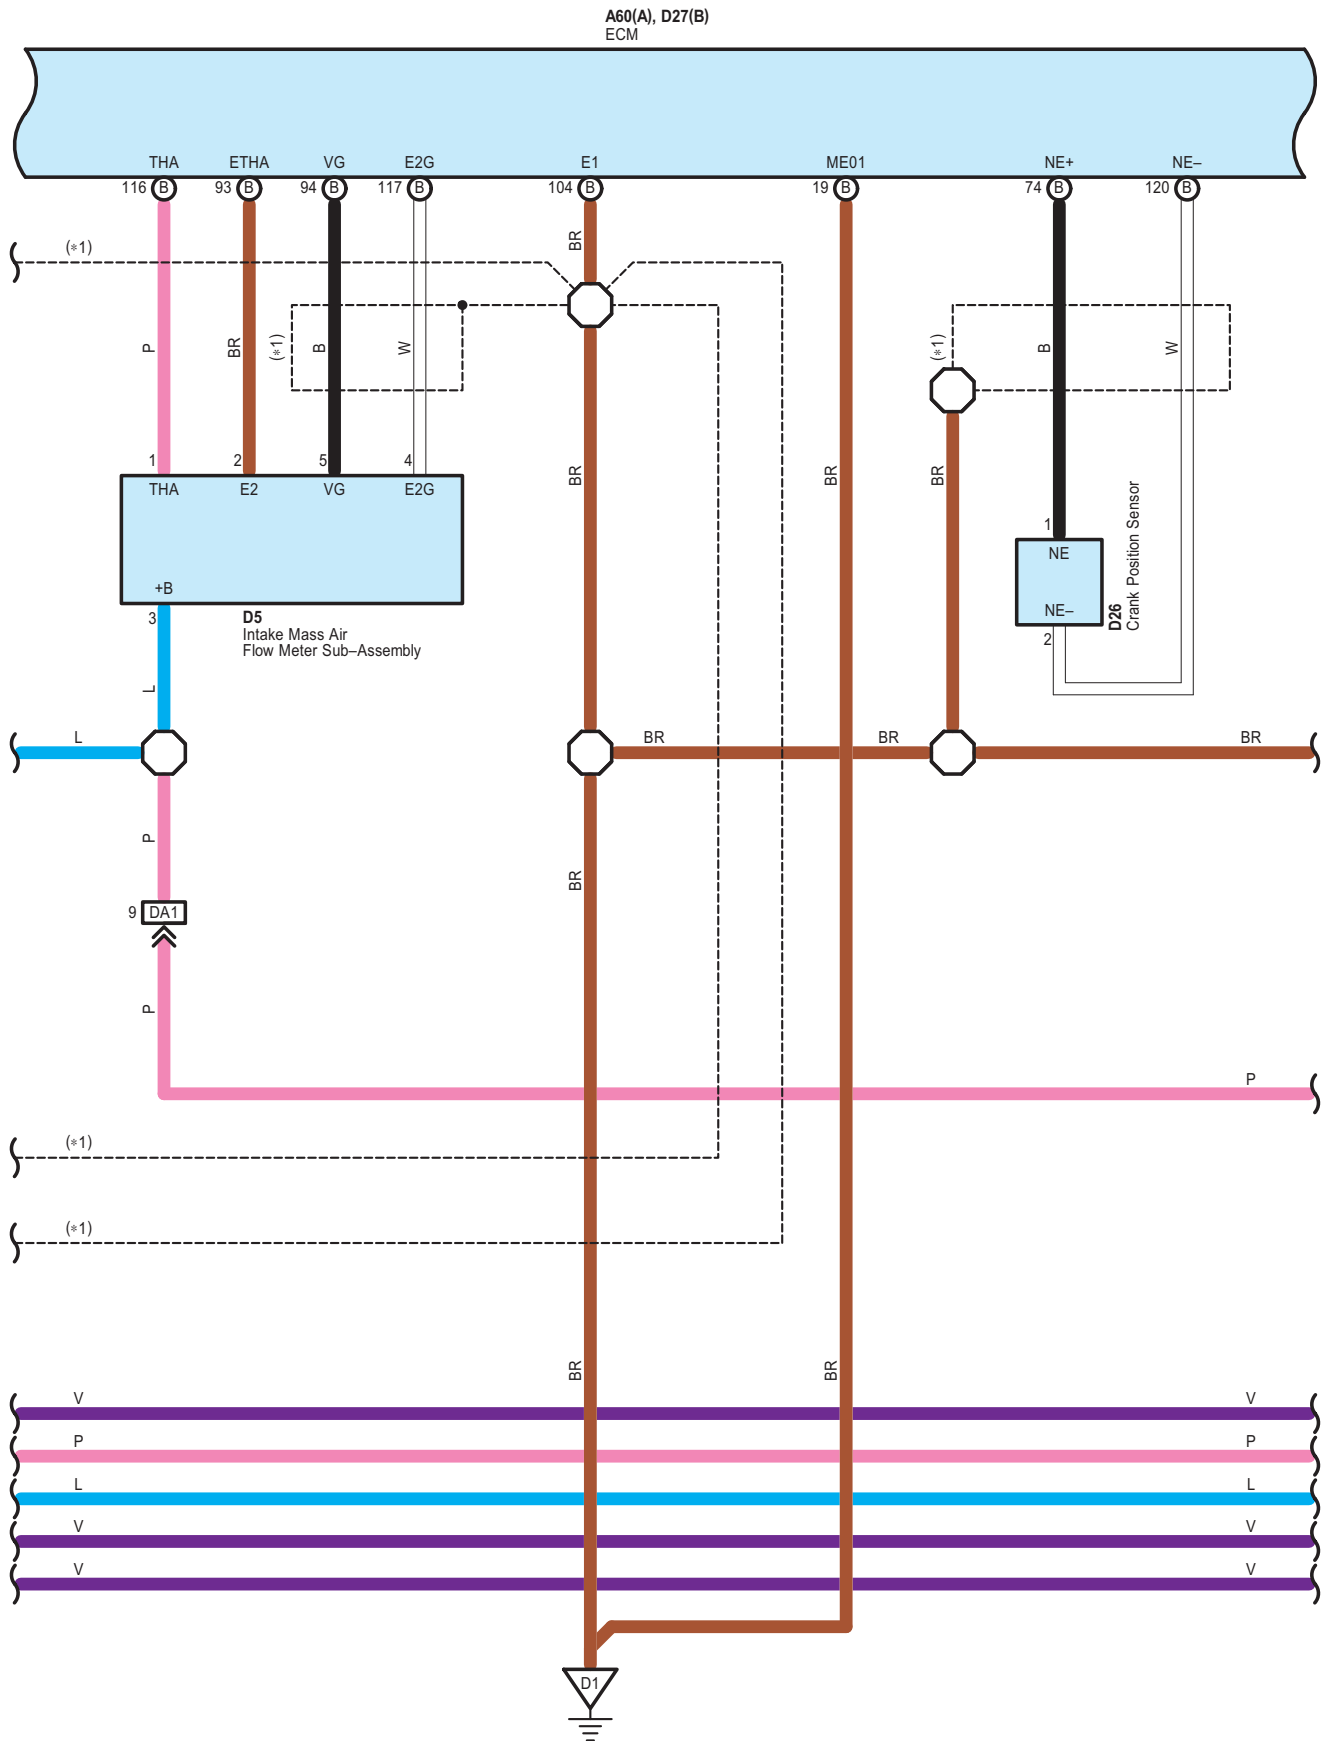 A60(A), D27(B)
ECM
THA ETHA VG E2G E1 ME01 NE+ NE–
116 B 93 B 94 B 117 B 104 B 19 B 74 B 120 B
BR
(*1)
P BR (*1) B W (*1) B W
1 2 5 4
BR BR BR
THA E2 VG E2G
1
NE
+B
NE–
3
2
D5
Intake Mass Air
Flow Meter Sub–Assembly
D26
Crank Position Sensor
L
L BR BR BR
P
BR
9 DA1
P
P
(*1)
(*1)
BR BR
V V
P P
L L
V V
V V
D1